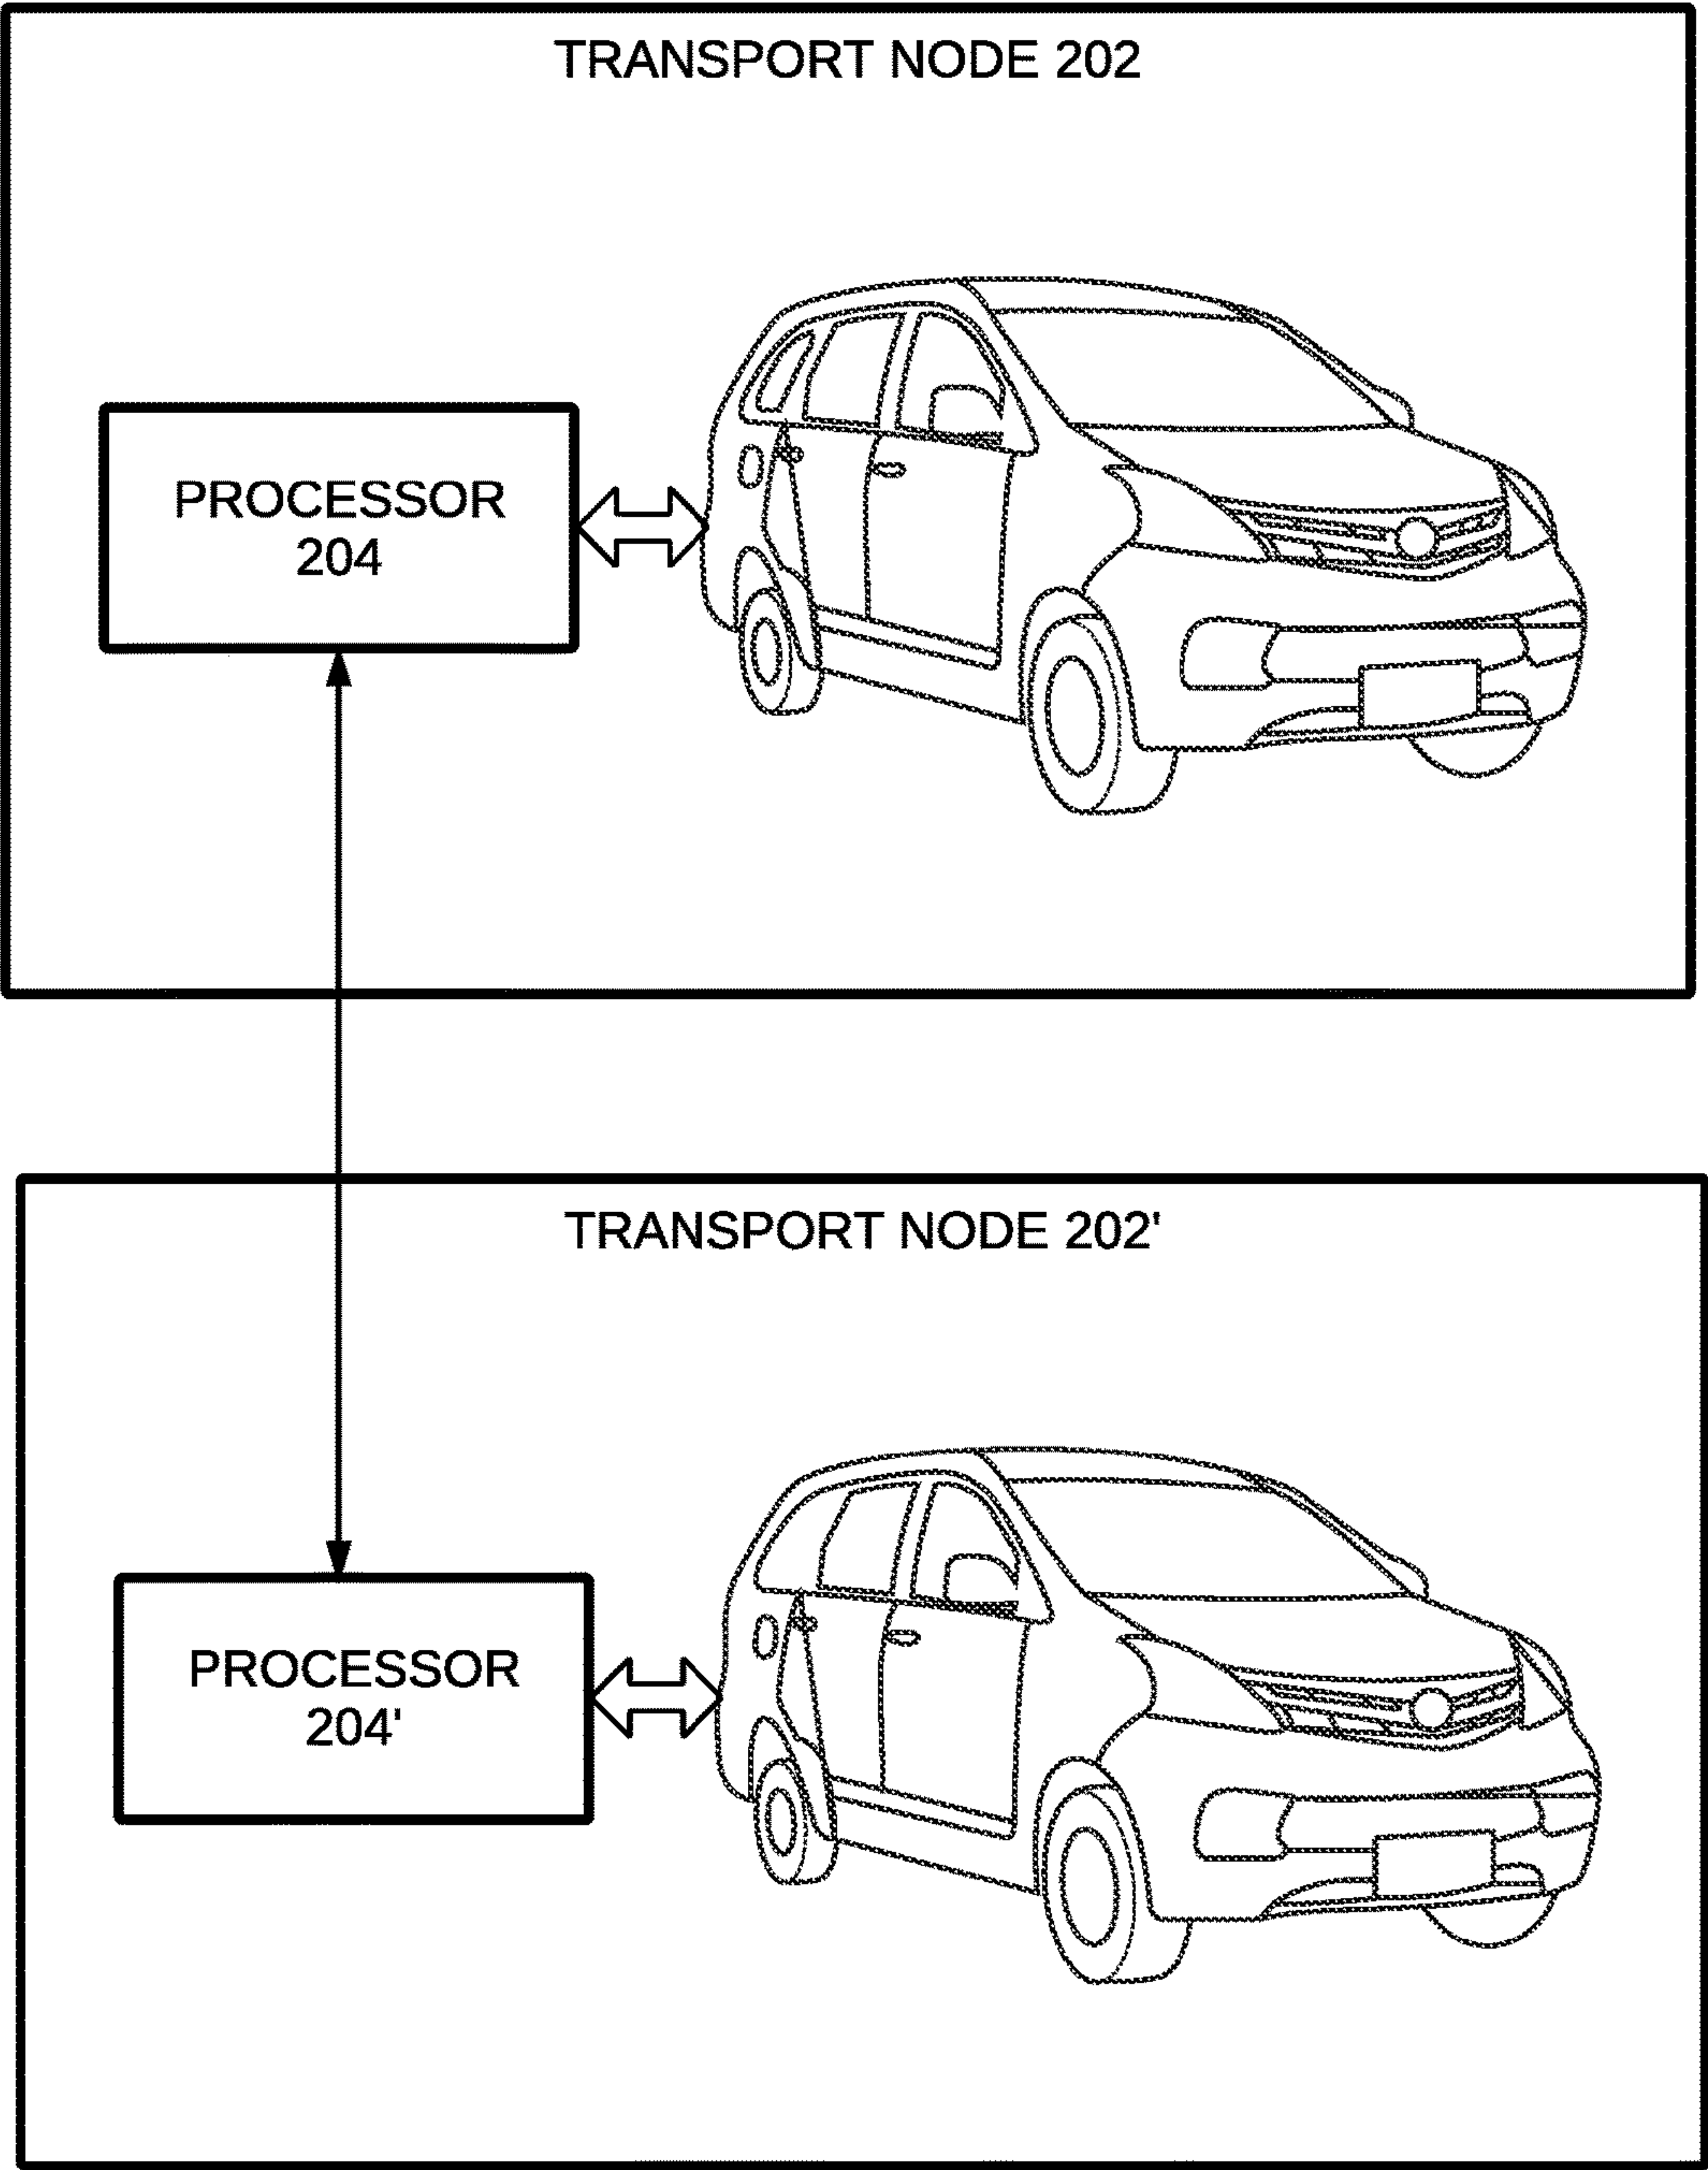 TRANSPORT NODE 202
PROCESSOR
204
TRANSPORT NODE 202'
PROCESSOR
204'